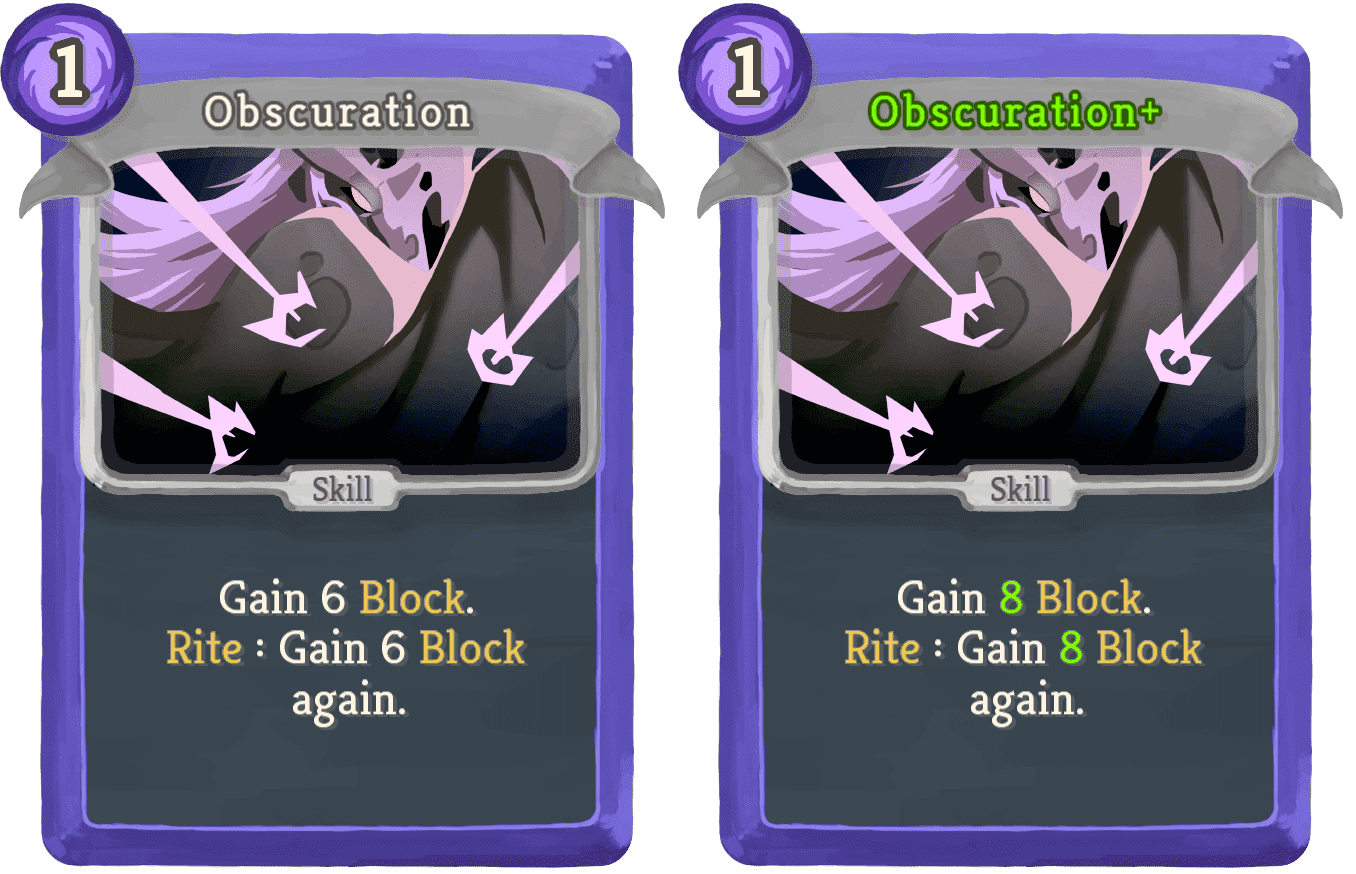 1
Obscuration
Skill
Gain 6 Block.
Rite : Gain 6 Block
again.
1
Obscuration+
Skill
Gain 8 Block.
Rite : Gain 8 Block
again.